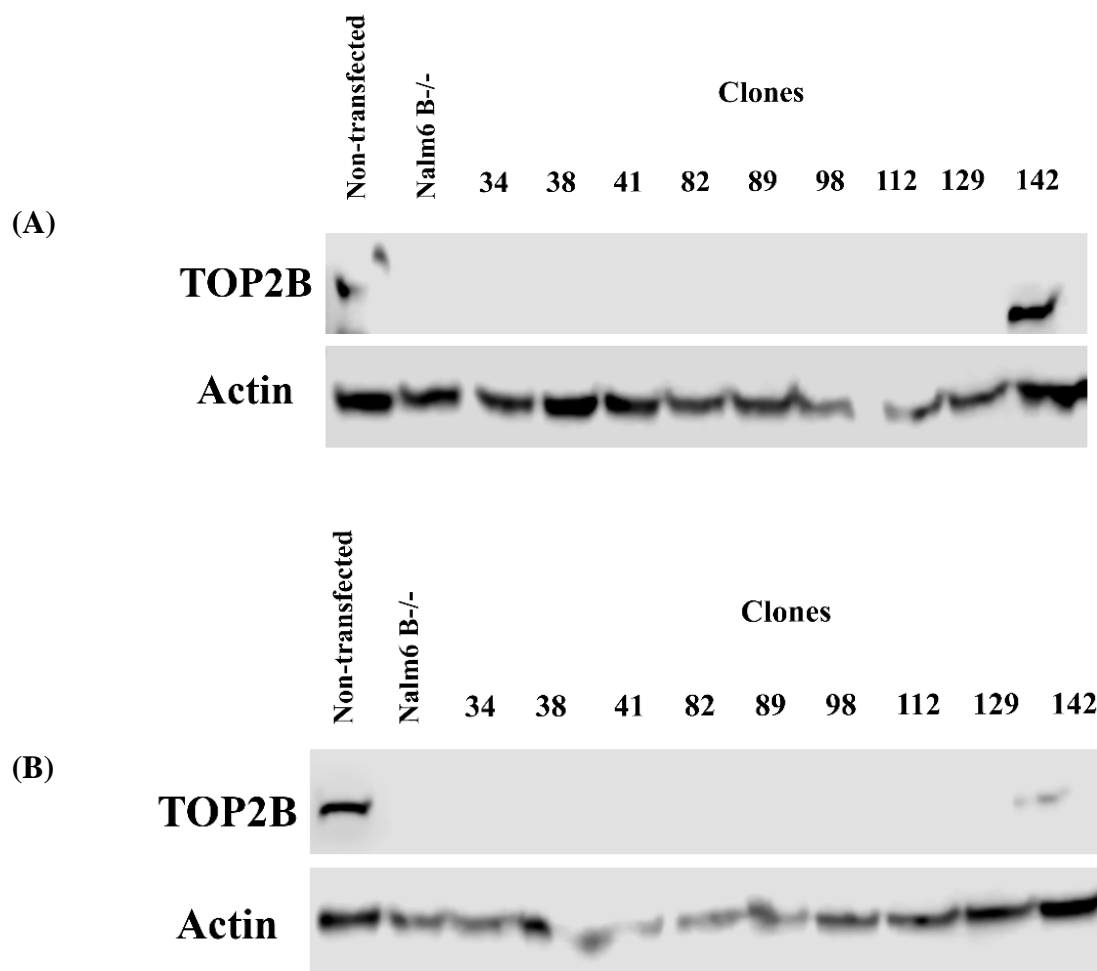 Non-transfected
Nalm6 B-/-
Clones
34 38 41 82 89 98 112 129 142
(A)
TOP2B
Actin
Non-transfected
Nalm6 B-/-
Clones
34 38 41 82 89 98 112 129 142
(B)
TOP2B
Actin